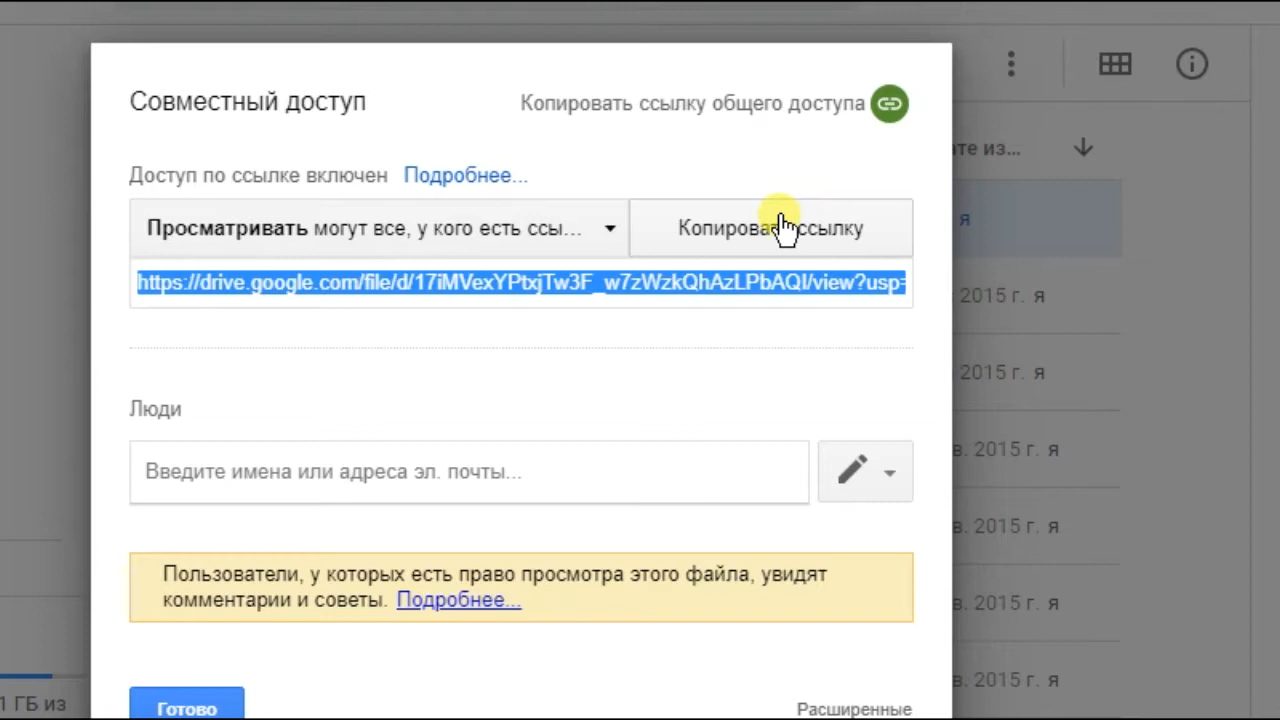 Совместный доступ
Копировать ссылку общего доступа
Доступ по ссылке включен Подробнее...
Просматривать могут все, у кого есть ссы...
Копировать ссылку
https://drive.google.com/file/d/17iMVexYPtxjTw3F_w7zWzkQhAzLPbAQI/view?usp=
Люди
Введите имена или адреса эл. почты...
Пользователи, у которых есть право просмотра этого файла, увидят
комментарии и советы. Подробнее...
Готово
Расширенные
те из...
я
2015 г. я
2015 г. я
в. 2015 г. я
в. 2015 г. я
в. 2015 г. я
в. 2015 г. я
1 ГБ из